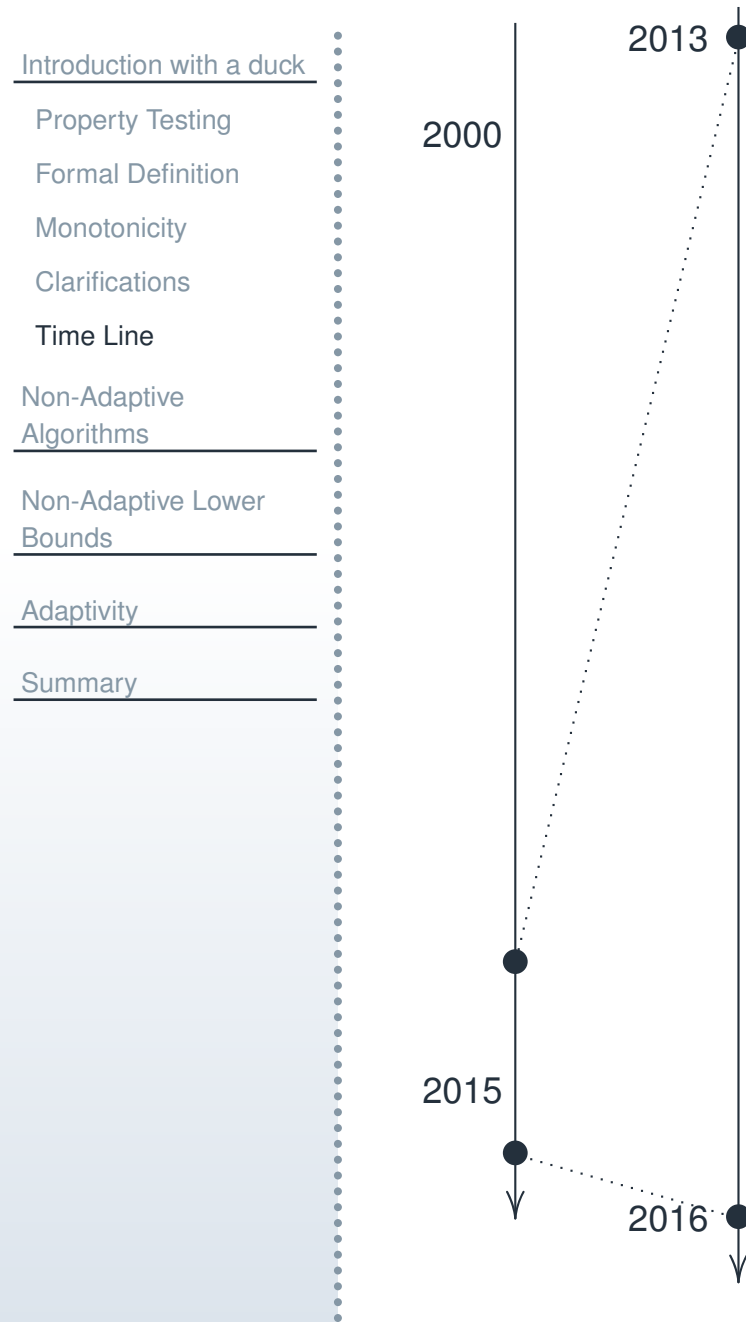 Introduction with a duck
Property Testing
Formal Definition
Monotonicity
Clarifications
Time Line
Non-Adaptive
Algorithms
Non-Adaptive Lower
Bounds
Adaptivity
Summary
2000
2015
2013
2016